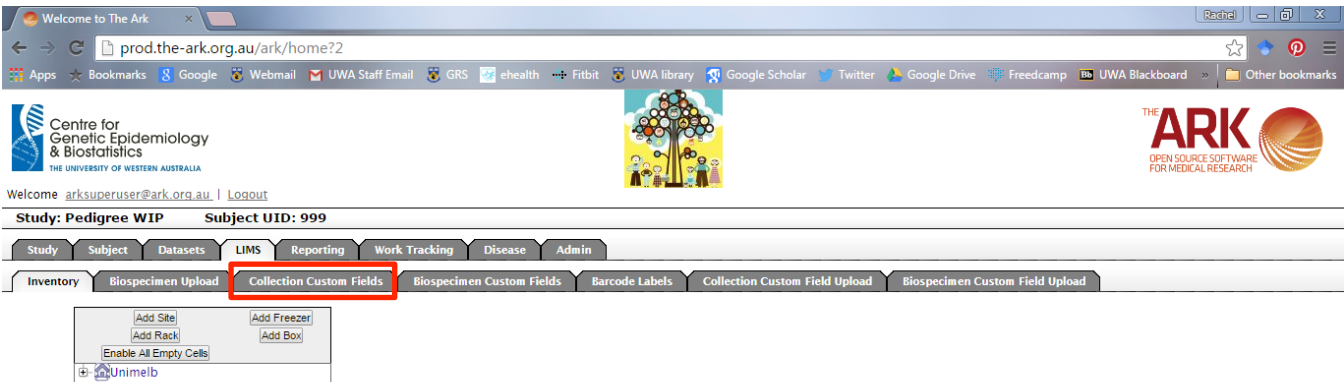 Welcome to The Ark
Rachel
prod.the-ark.org.au/ark/home?2
Apps Bookmarks Google Webmail UWA Staff Email GRS ehealth Fitbit UWA library Google Scholar Twitter Google Drive Freedcamp UWA Blackboard » Other bookmarks
Centre for
Genetic Epidemiology
& Biostatistics
THE UNIVERSITY OF WESTERN AUSTRALIA
THE ARK
OPEN SOURCE SOFTWARE
FOR MEDICAL RESEARCH
Welcome arksuperuser@ark.org.au | Logout
Study: Pedigree WIP Subject UID: 999
Study Subject Datasets LIMS Reporting Work Tracking Disease Admin
Inventory Biospecimen Upload Collection Custom Fields Biospecimen Custom Fields Barcode Labels Collection Custom Field Upload Biospecimen Custom Field Upload
Add Site Add Freezer
Add Rack Add Box
Enable All Empty Cells
Unimelb